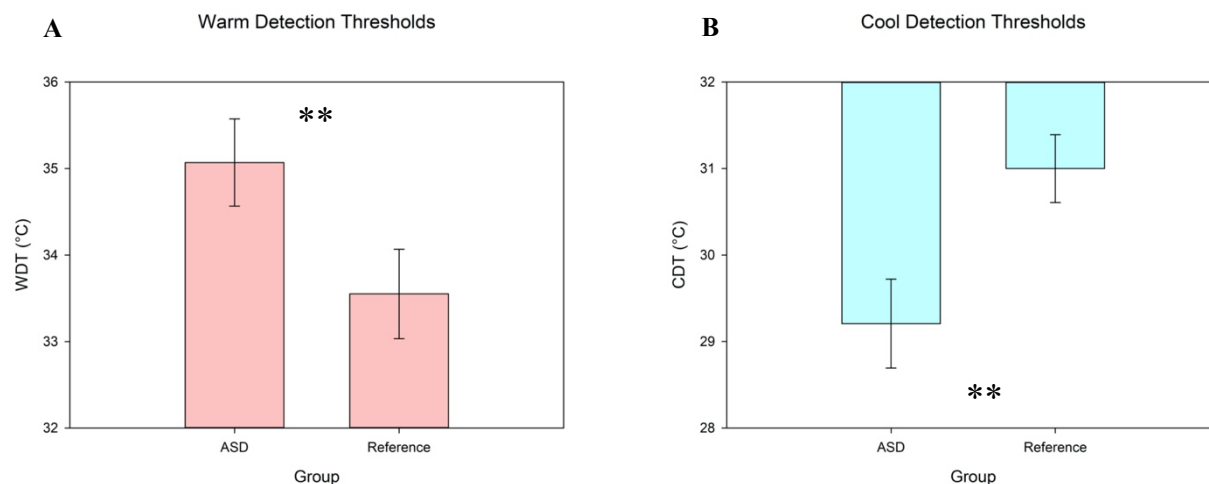 A
Warm Detection Thresholds
36
35
34
33
32
WDT (°C)
**
ASD
Reference
Group
B
Cool Detection Thresholds
32
31
30
29
28
CDT (°C)
**
ASD
Reference
Group